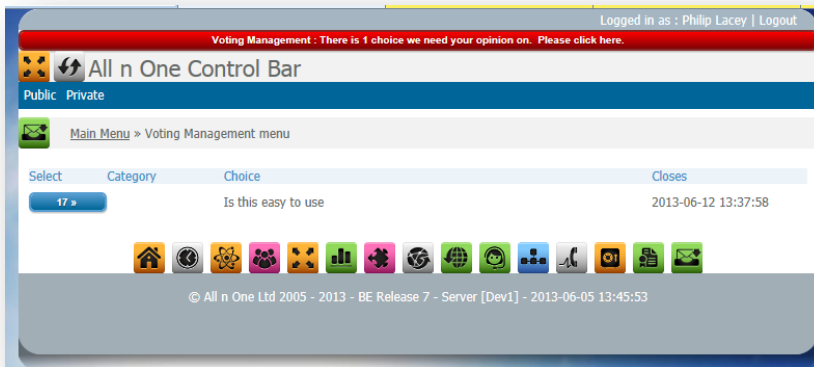 Logged in as : Philip Lacey | Logout
Voting Management : There is 1 choice we need your opinion on. Please click here.
All n One Control Bar
Public Private
Main Menu » Voting Management menu
Select Category Choice Closes
17 » Is this easy to use 2013-06-12 13:37:58
© All n One Ltd 2005 - 2013 - BE Release 7 - Server [Dev1] - 2013-06-05 13:45:53